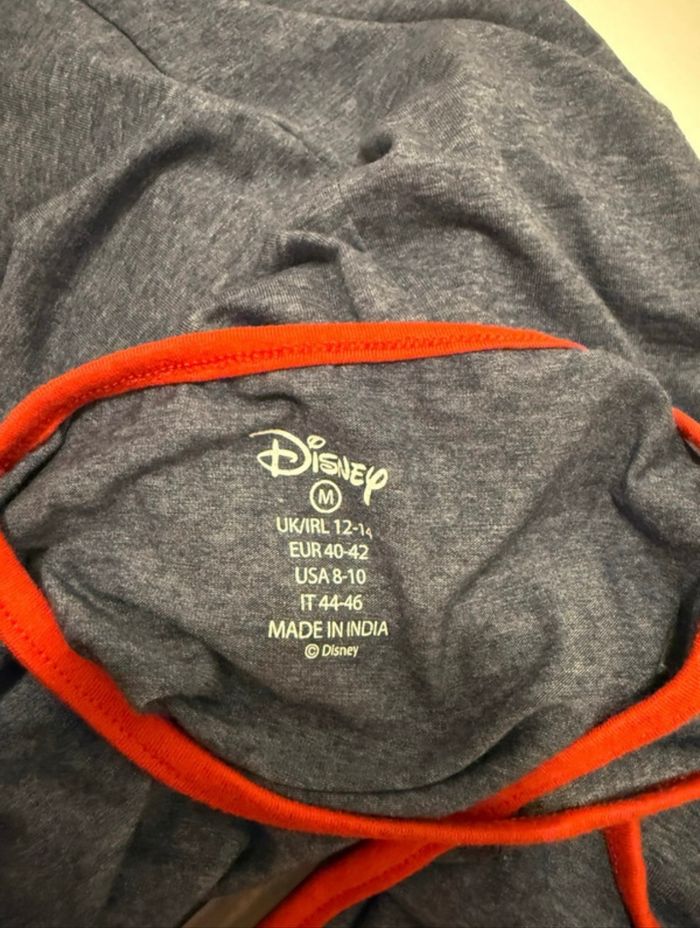 Disney
M
UK/IRL 12-14
EUR 40-42
USA 8-10
IT 44-46
MADE IN INDIA
© Disney